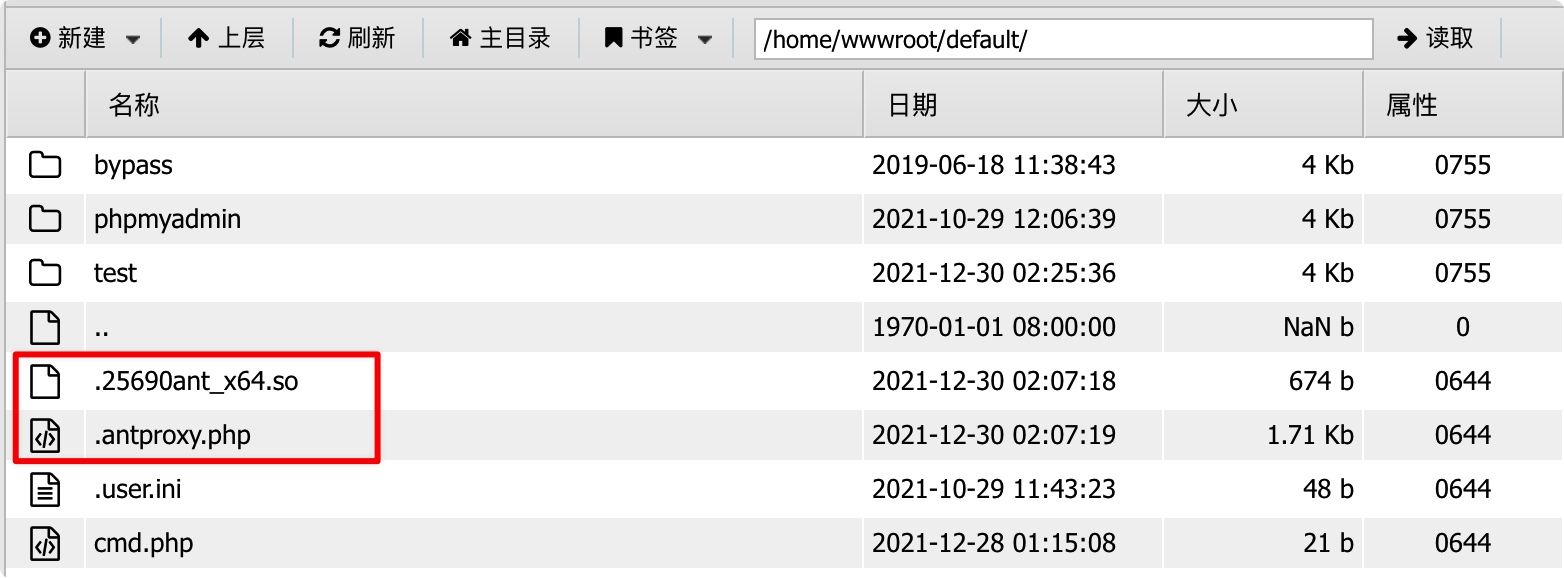 新建 上层 刷新 主目录 书签 /home/wwwroot/default/ 读取
名称 日期 大小 属性
bypass 2019-06-18 11:38:43 4 Kb 0755
phpmyadmin 2021-10-29 12:06:39 4 Kb 0755
test 2021-12-30 02:25:36 4 Kb 0755
.. 1970-01-01 08:00:00 NaN b 0
.25690ant_x64.so 2021-12-30 02:07:18 674 b 0644
.antproxy.php 2021-12-30 02:07:19 1.71 Kb 0644
.user.ini 2021-10-29 11:43:23 48 b 0644
cmd.php 2021-12-28 01:15:08 21 b 0644